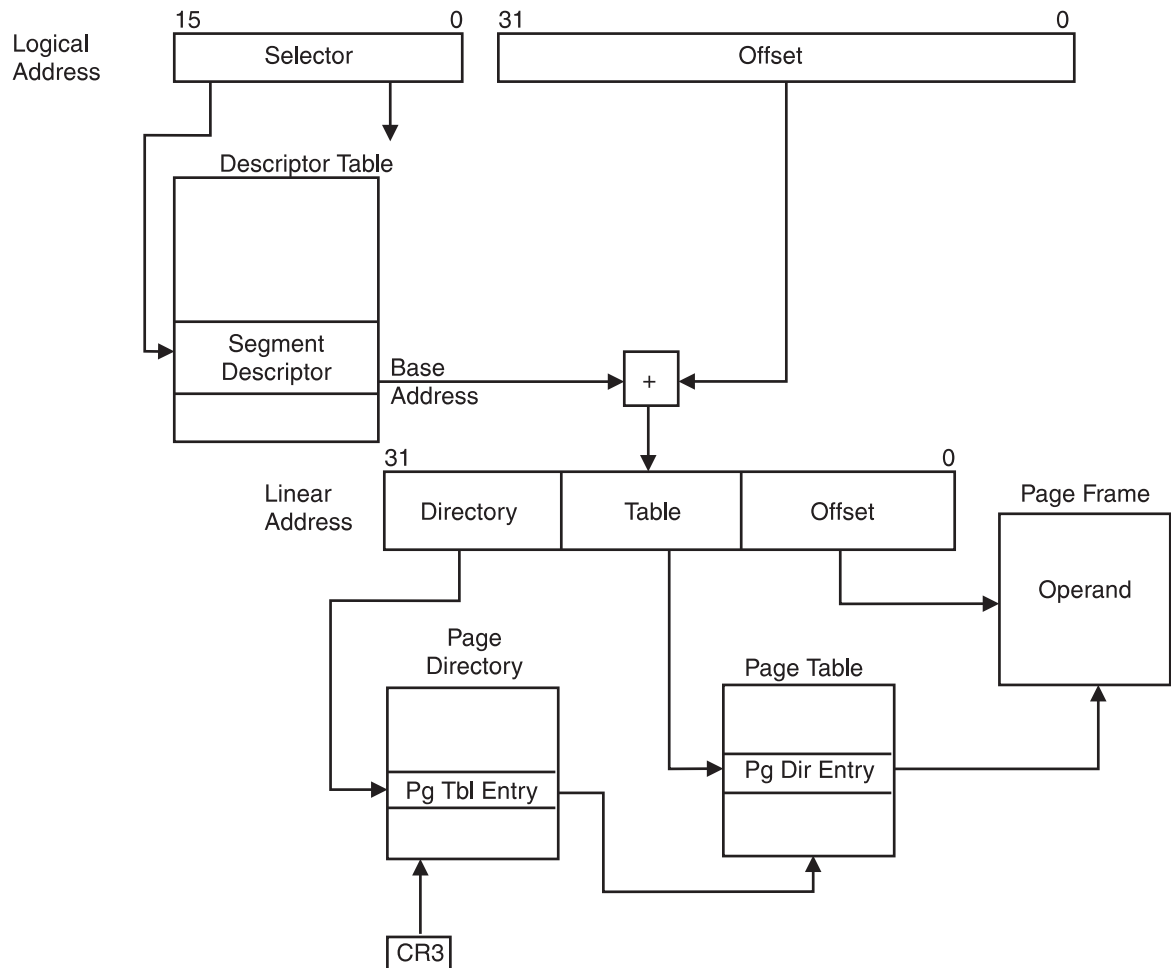 15 0
31 0
Logical
Address
Selector
Offset
Descriptor Table
Segment
Descriptor
Base
Address
+
31 0
Linear
Address
Directory
Table
Offset
Page Frame
Operand
Page
Directory
Pg Tbl Entry
Page Table
Pg Dir Entry
CR3